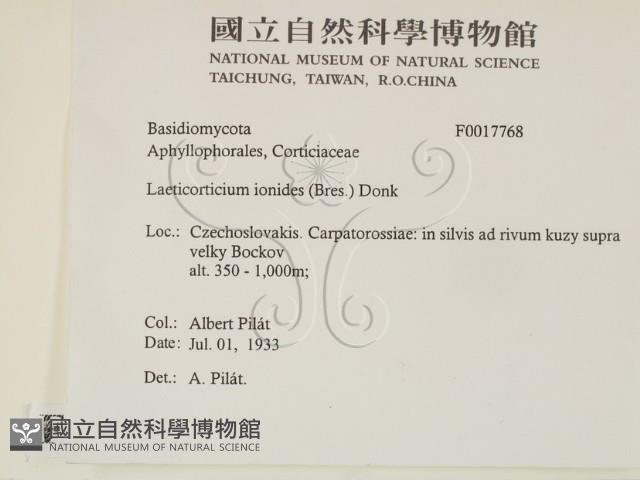 國立自然科學博物館
NATIONAL MUSEUM OF NATURAL SCIENCE
TAICHUNG, TAIWAN, R.O.CHINA
Basidiomycota F0017768
Aphyllophorales, Corticiaceae
Laeticorticium ionides (Bres.) Donk
Loc.: Czechoslovakis. Carpatorossiae: in silvis ad rivum kuzy supra
velky Bockov
alt. 350 - 1,000m;
Col.: Albert Pilát
Date: Jul. 01, 1933
Det.: A. Pilát.
國立自然科學博物館
NATIONAL MUSEUM OF NATURAL SCIENCE